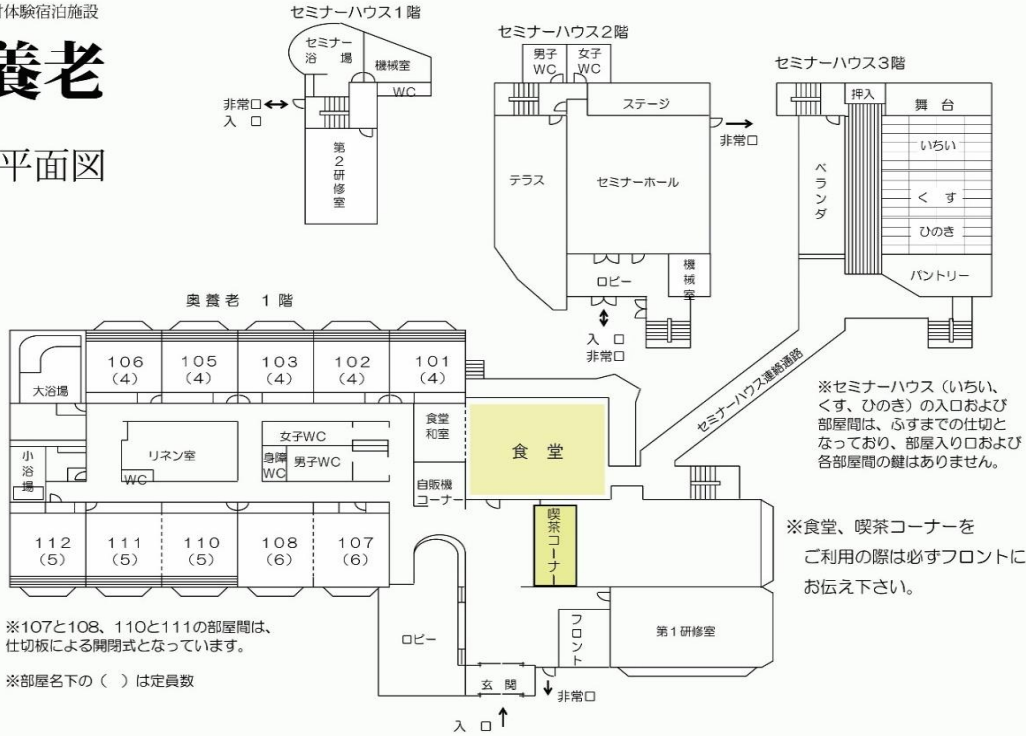 体験宿泊施設
養老
平面図
セミナーハウス1階
セミナー
浴 場
機械室
WC
非常口
入 口
第2研修室
セミナーハウス2階
男子
WC
女子
WC
ステージ
非常口
テラス
セミナーホール
ロビー
機械室
入 口
非常口
セミナーハウス3階
押入
舞 台
いちい
く す
ひのき
ベランダ
パントリー
セミナーハウス連絡通路
※セミナーハウス(いちい、
くす、ひのき)の入口および
部屋間は、ふすまでの仕切と
なっており、部屋入り口および
各部屋間の鍵はありません。
奥養老 1階
大浴場
106
(4)
105
(4)
103
(4)
102
(4)
101
(4)
食堂
和室
食 堂
小浴場
リネン室
WC
女子WC
身障
WC
男子WC
自販機
コーナー
喫茶コーナー
112
(5)
111
(5)
110
(5)
108
(6)
107
(6)
※食堂、喫茶コーナーを
ご利用の際は必ずフロントに
お伝え下さい。
ロビー
フロント
第1研修室
玄 関
非常口
入 口
※107と108、110と111の部屋間は、
仕切板による開閉式となっています。
※部屋名下の( )は定員数